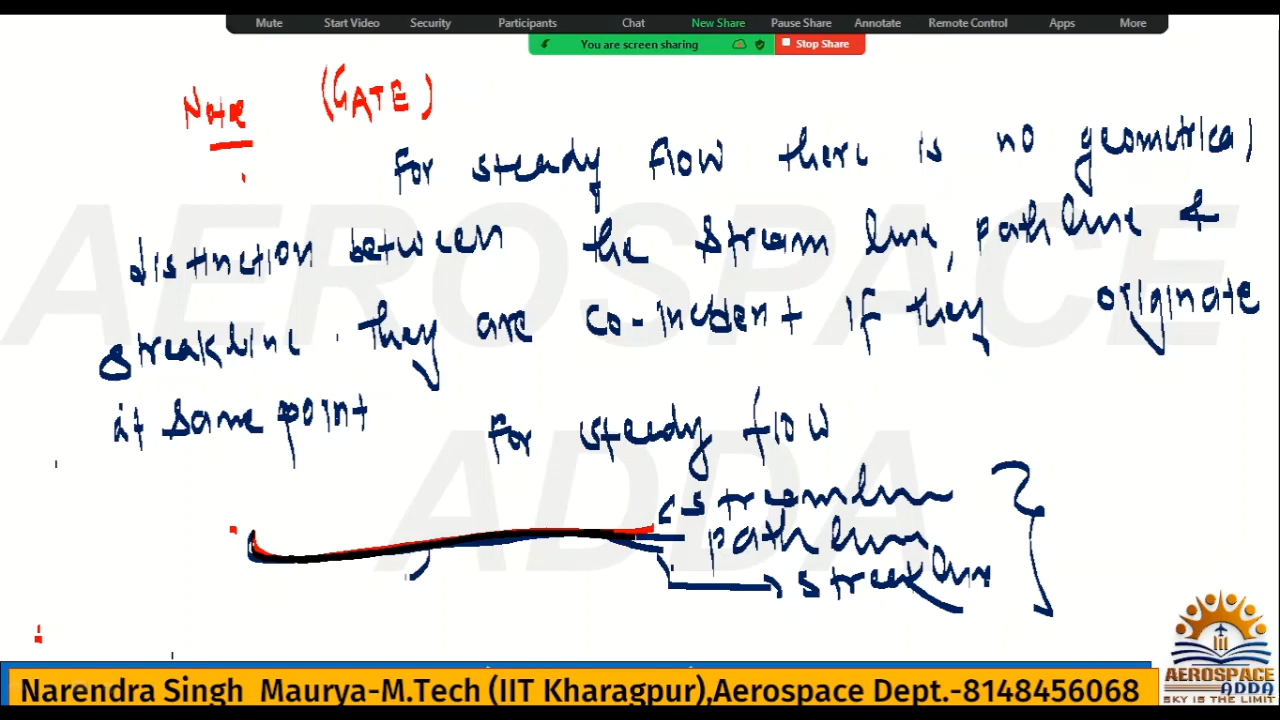 Mute Start Video Security Participants Chat New Share Pause Share Annotate Remote Control Apps More
You are screen sharing Stop Share
Note (GATE)
For steady flow there is no geometrical
distinction between the stream line, path line &
streakline. They are co-incident if they originate
at same point For steady flow
streamline
path line
streakline
AEROSPACE
ADDA
AEROSPACE
ADDA
SKY IS THE LIMIT
Narendra Singh Maurya-M.Tech (IIT Kharagpur),Aerospace Dept.-8148456068